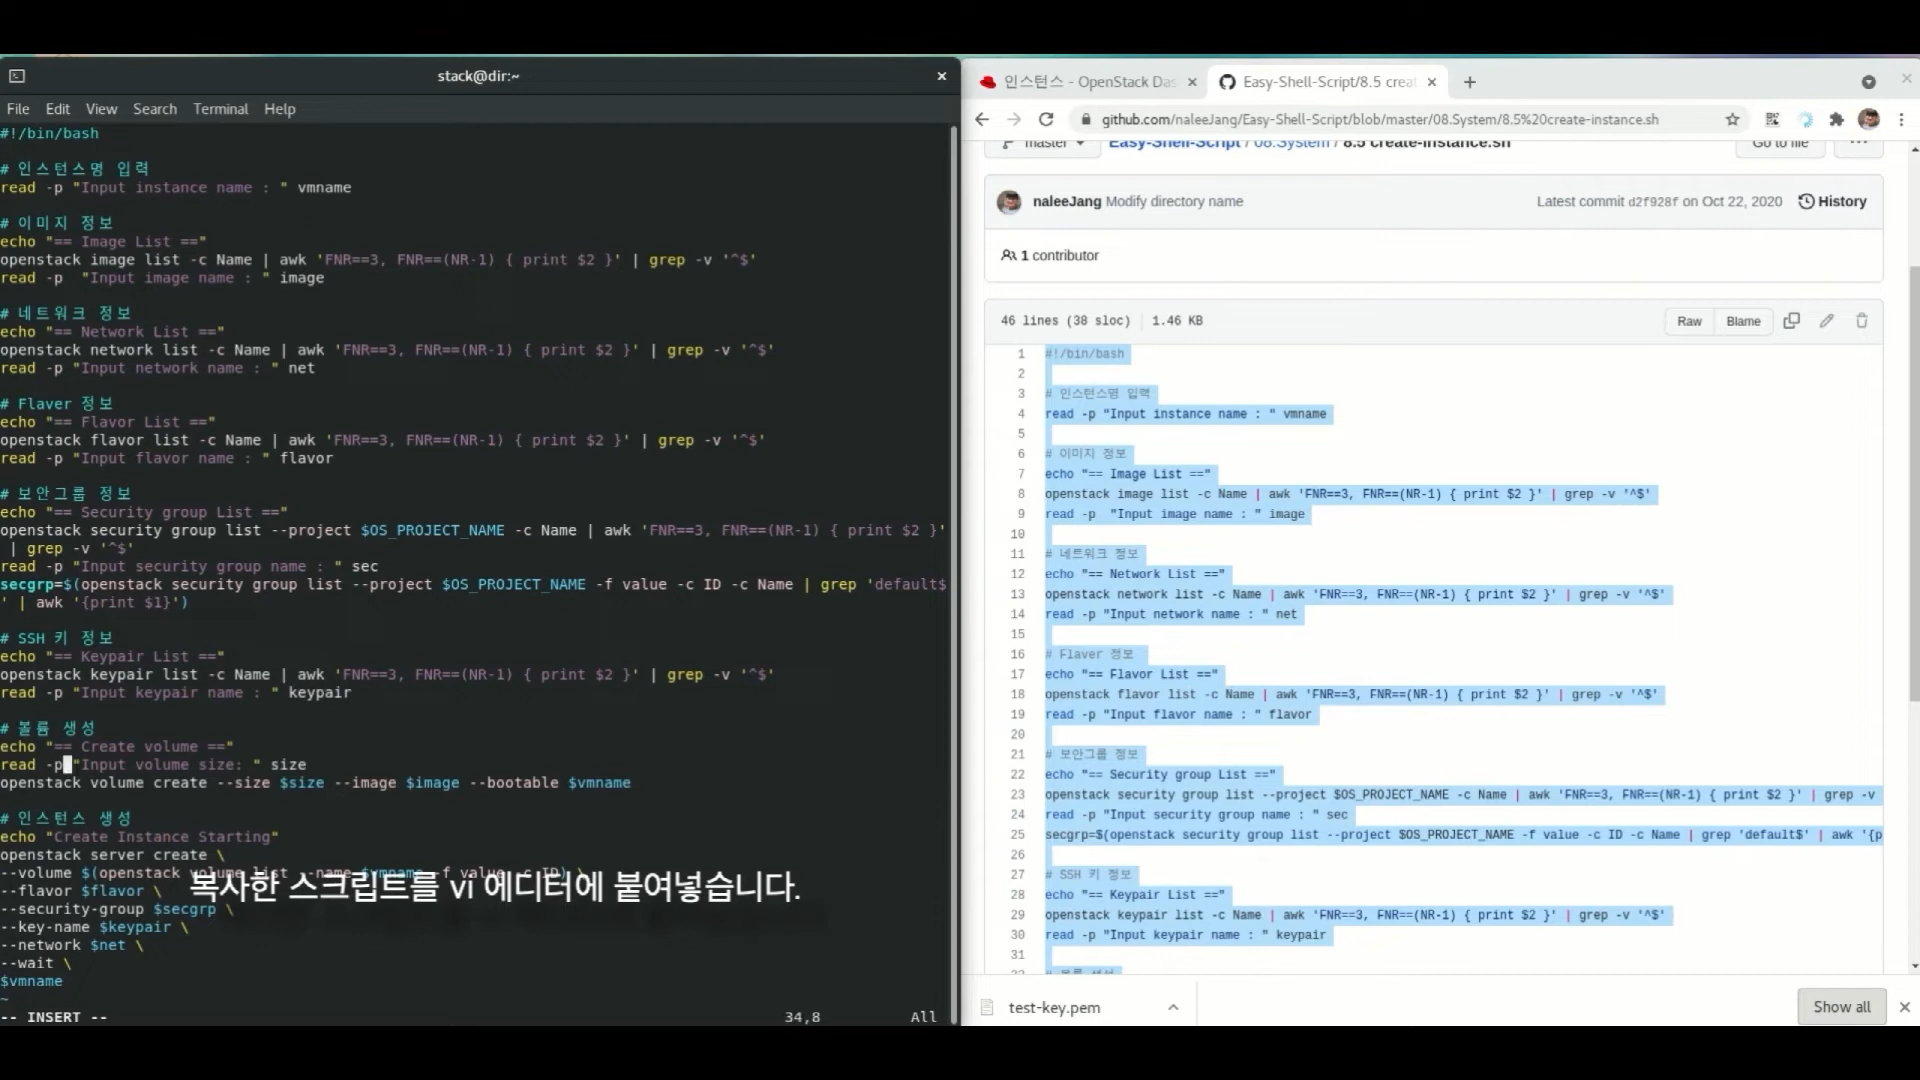 stack@dir:~
File Edit View Search Terminal Help
#!/bin/bash
# 인스턴스명 입력
read -p "Input instance name : " vmname
# 이미지 정보
echo "== Image List =="
openstack image list -c Name | awk 'FNR==3, FNR==(NR-1) { print $2 }' | grep -v '^$'
read -p  "Input image name : " image
# 네트워크 정보
echo "== Network List =="
openstack network list -c Name | awk 'FNR==3, FNR==(NR-1) { print $2 }' | grep -v '^$'
read -p "Input network name : " net
# Flaver 정보
echo "== Flavor List =="
openstack flavor list -c Name | awk 'FNR==3, FNR==(NR-1) { print $2 }' | grep -v '^$'
read -p "Input flavor name : " flavor
# 보안그룹 정보
echo "== Security group List =="
openstack security group list --project $OS_PROJECT_NAME -c Name | awk 'FNR==3, FNR==(NR-1) { print $2 }'
| grep -v '^$'
read -p "Input security group name : " sec
secgrp=$(openstack security group list --project $OS_PROJECT_NAME -f value -c ID -c Name | grep 'default$
' | awk '{print $1}')
# SSH 키 정보
echo "== Keypair List =="
openstack keypair list -c Name | awk 'FNR==3, FNR==(NR-1) { print $2 }' | grep -v '^$'
read -p "Input keypair name : " keypair
# 볼륨 생성
echo "== Create volume =="
read -p "Input volume size: " size
openstack volume create --size $size --image $image --bootable $vmname
# 인스턴스 생성
echo "Create Instance Starting"
openstack server create \
--volume $(openstack volume list --name $vmname -f value -c ID) \
--flavor $flavor \
복사한 스크립트를 vi 에디터에 붙여넣습니다.
--security-group $secgrp \
--key-name $keypair \
--network $net \
--wait \
$vmname
~
-- INSERT -- 34,8 All
인스턴스 - OpenStack Das
Easy-Shell-Script/8.5 creat
github.com/naleeJang/Easy-Shell-Script/blob/master/08.System/8.5%20create-instance.sh
master Easy-Shell-Script / 08.System / 8.5 create-instance.sh Go to file ...
naleeJang Modify directory name Latest commit d2f928f on Oct 22, 2020 History
1 contributor
46 lines (38 sloc) 1.46 KB Raw Blame
1 #!/bin/bash
2
3 # 인스턴스명 입력
4 read -p "Input instance name : " vmname
5
6 # 이미지 정보
7 echo "== Image List =="
8 openstack image list -c Name | awk 'FNR==3, FNR==(NR-1) { print $2 }' | grep -v '^$'
9 read -p  "Input image name : " image
10
11 # 네트워크 정보
12 echo "== Network List =="
13 openstack network list -c Name | awk 'FNR==3, FNR==(NR-1) { print $2 }' | grep -v '^$'
14 read -p "Input network name : " net
15
16 # Flaver 정보
17 echo "== Flavor List =="
18 openstack flavor list -c Name | awk 'FNR==3, FNR==(NR-1) { print $2 }' | grep -v '^$'
19 read -p "Input flavor name : " flavor
20
21 # 보안그룹 정보
22 echo "== Security group List =="
23 openstack security group list --project $OS_PROJECT_NAME -c Name | awk 'FNR==3, FNR==(NR-1) { print $2 }' | grep -v
24 read -p "Input security group name : " sec
25 secgrp=$(openstack security group list --project $OS_PROJECT_NAME -f value -c ID -c Name | grep 'default$' | awk '{p
26
27 # SSH 키 정보
28 echo "== Keypair List =="
29 openstack keypair list -c Name | awk 'FNR==3, FNR==(NR-1) { print $2 }' | grep -v '^$'
30 read -p "Input keypair name : " keypair
31
32 # 볼륨 생성
test-key.pem Show all